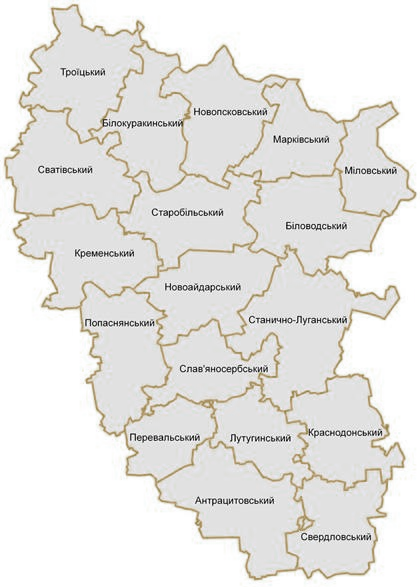 Троїцький
Білокуракинський
Новопсковський
Марківський
Сватівський
Міловський
Старобільський
Біловодський
Кременський
Новоайдарський
Попаснянський
Станично-Луганський
Слав'яносербський
Перевальський
Лутугинський
Краснодонський
Антрацитовський
Свердловський